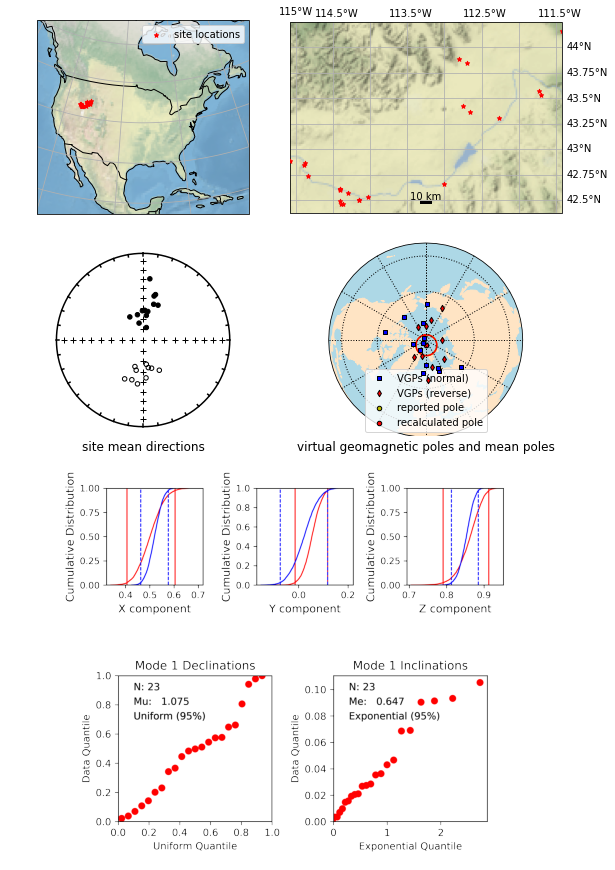 site locations
115°W 114.5°W 113.5°W 112.5°W 111.5°W
44°N
43.75°N
43.5°N
43.25°N
43°N
42.75°N
42.5°N
10 km
site mean directions
VGPs (normal)
VGPs (reverse)
reported pole
recalculated pole
virtual geomagnetic poles and mean poles
Cumulative Distribution
1.00
0.75
0.50
0.25
0.00
0.4 0.5 0.6 0.7
X component
Cumulative Distribution
1.0
0.8
0.6
0.4
0.2
0.0
0.0 0.2
Y component
Cumulative Distribution
1.00
0.75
0.50
0.25
0.00
0.7 0.8 0.9
Z component
Mode 1 Declinations
N: 23
Mu: 1.075
Uniform (95%)
Data Quantile
1.0
0.8
0.6
0.4
0.2
0.0
0.0 0.2 0.4 0.6 0.8 1.0
Uniform Quantile
Mode 1 Inclinations
N: 23
Me: 0.647
Exponential (95%)
Data Quantile
0.10
0.08
0.06
0.04
0.02
0.00
0 1 2
Exponential Quantile